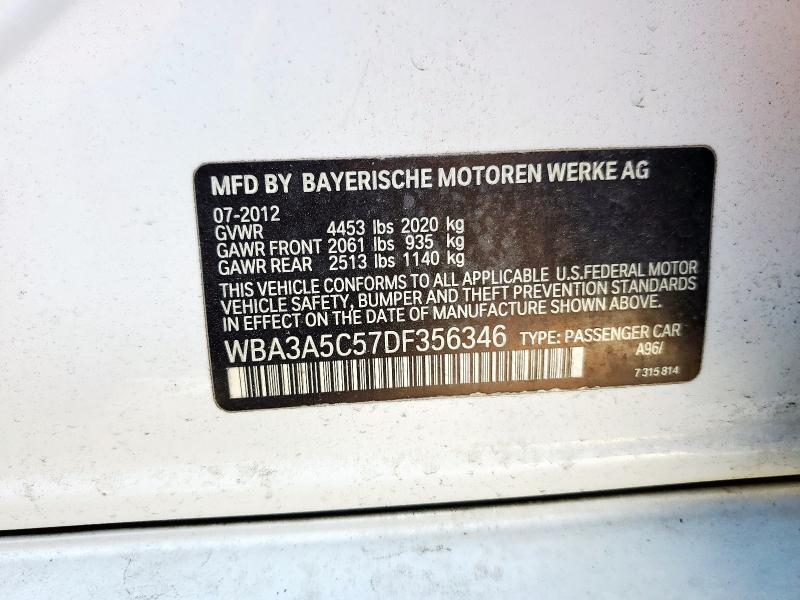 MFD BY BAYERISCHE MOTOREN WERKE AG
07-2012
GVWR 4453 lbs 2020 kg
GAWR FRONT 2061 lbs 935 kg
GAWR REAR 2513 lbs 1140 kg
THIS VEHICLE CONFORMS TO ALL APPLICABLE U.S.FEDERAL MOTOR
VEHICLE SAFETY, BUMPER AND THEFT PREVENTION STANDARDS
IN EFFECT ON THE DATE OF MANUFACTURE SHOWN ABOVE.
WBA3A5C57DF356346 TYPE: PASSENGER CAR
A96/
7 315 814